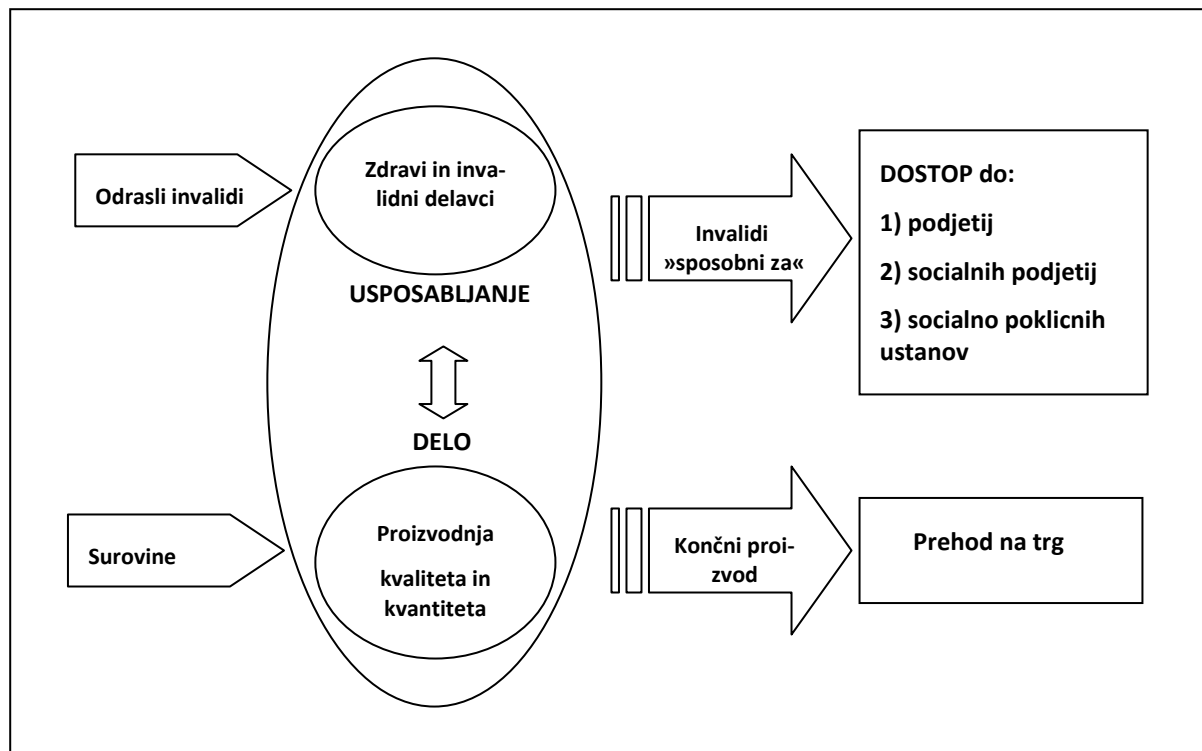 Odrasli invalidi
Zdravi in inva-
lidni delavci
USPOSABLJANJE
Invalidi
»sposobni za«
DOSTOP do:
1) podjetij
2) socialnih podjetij
3) socialno poklicnih
ustanov
DELO
Surovine
Proizvodnja
kvaliteta in
kvantiteta
Končni proi-
zvod
Prehod na trg